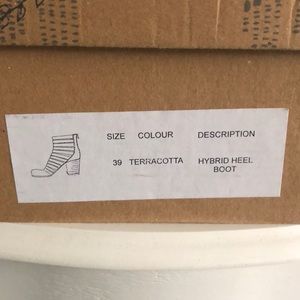 SIZE COLOUR DESCRIPTION
39 TERRACOTTA HYBRID HEEL
BOOT